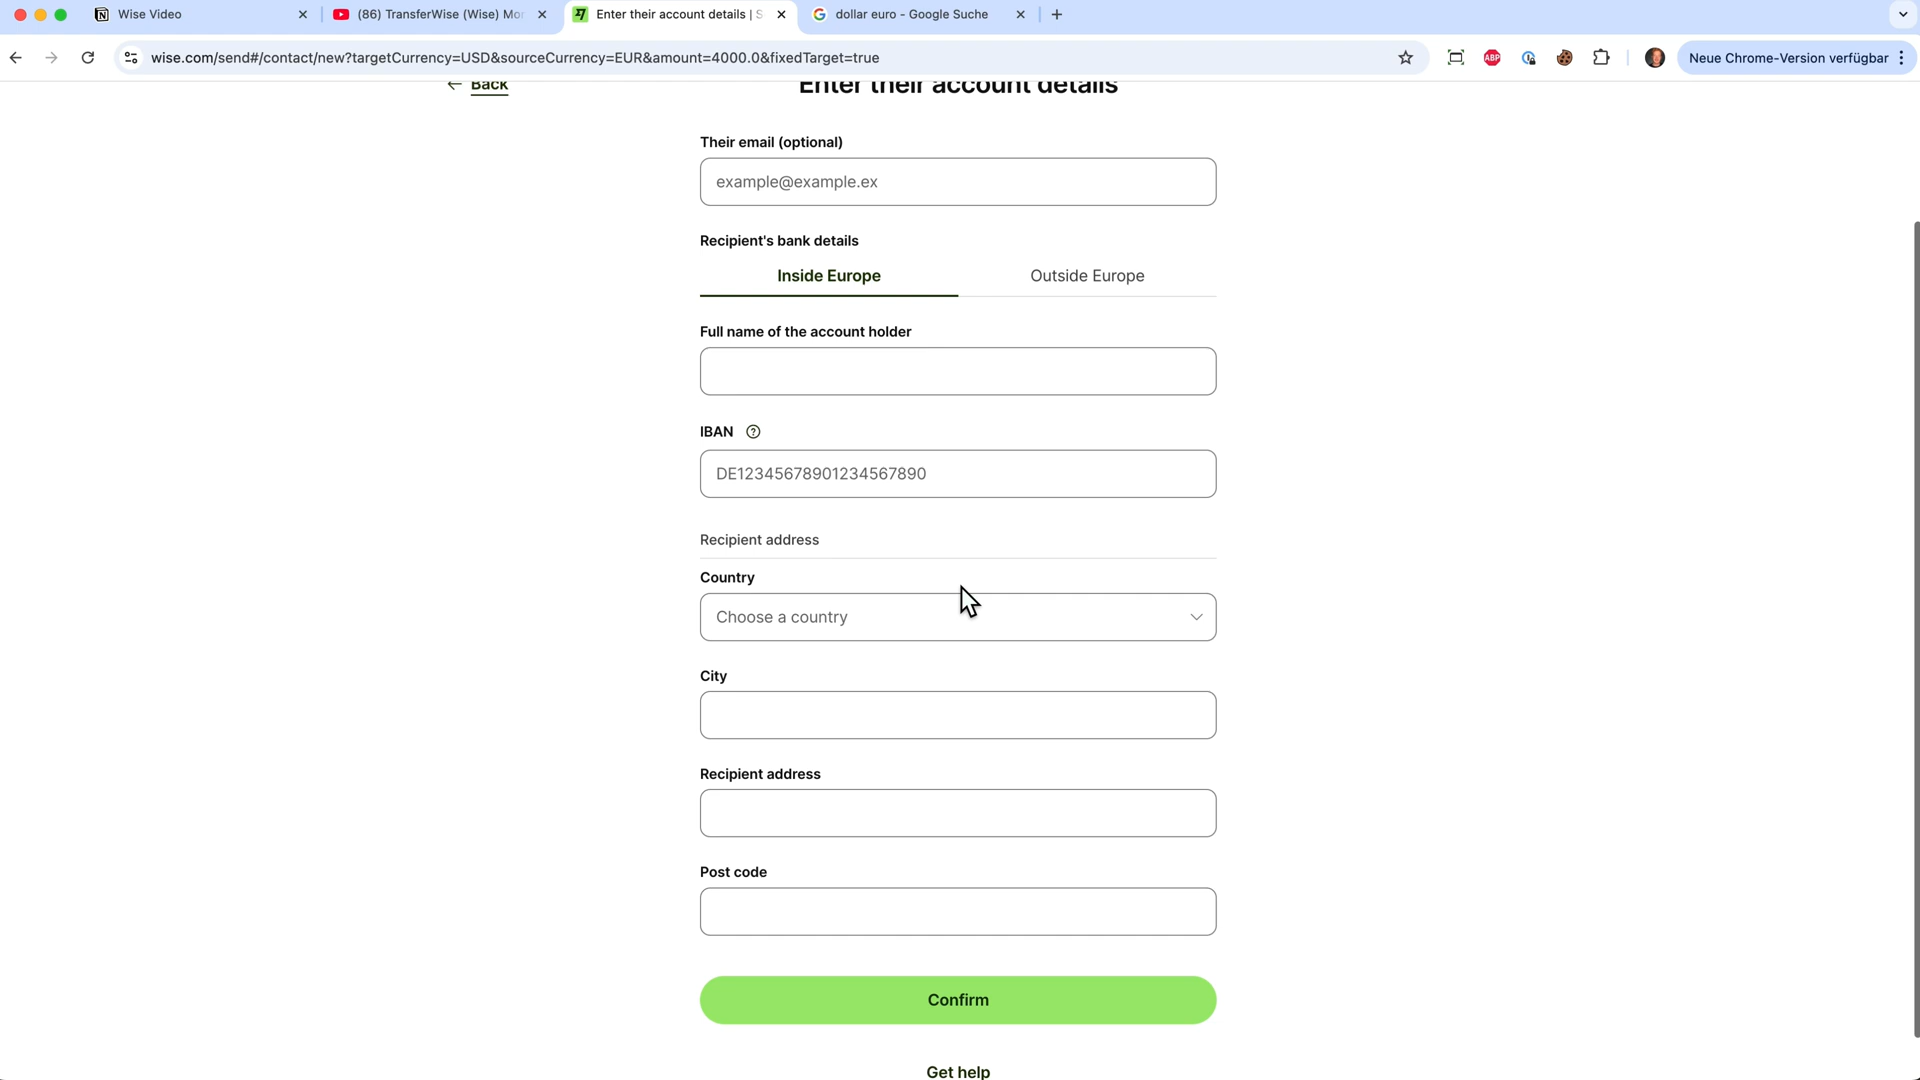 Wise Video
(86) TransferWise (Wise) Mor
Enter their account details | S
dollar euro - Google Suche
wise.com/send#/contact/new?targetCurrency=USD&sourceCurrency=EUR&amount=4000.0&fixedTarget=true
ABP
Neue Chrome-Version verfügbar
Back
Enter their account details
Their email (optional)
example@example.ex
Recipient's bank details
Inside Europe
Outside Europe
Full name of the account holder
IBAN
DE12345678901234567890
Recipient address
Country
Choose a country
City
Recipient address
Post code
Confirm
Get help